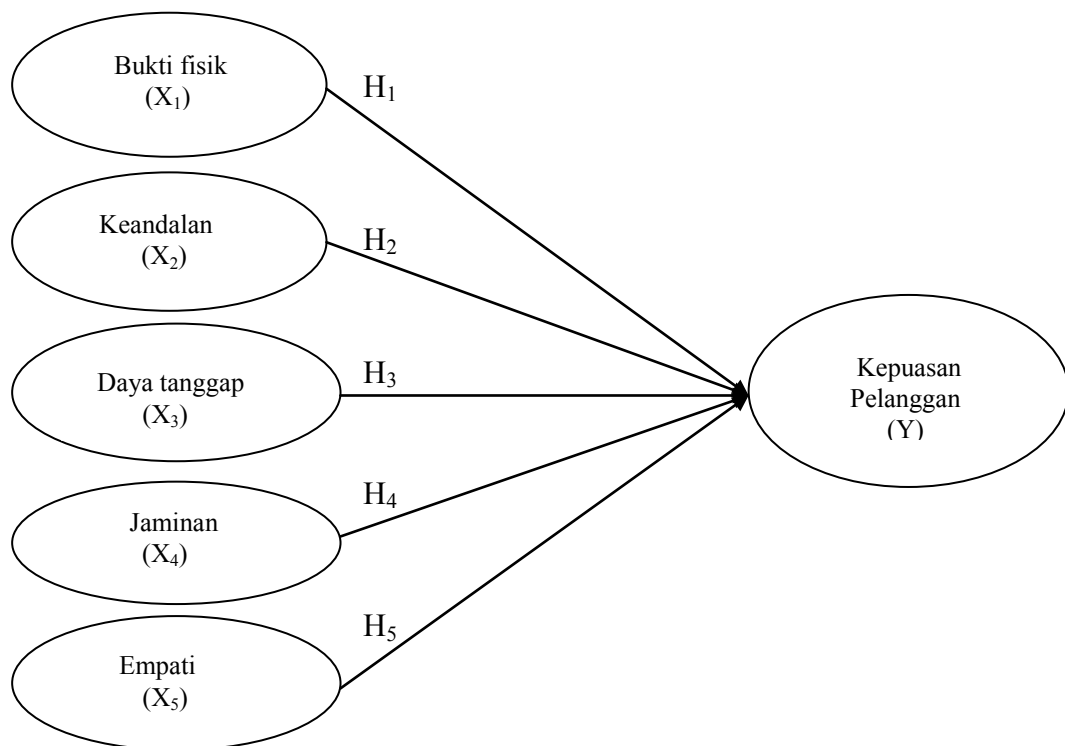 Bukti fisik
(X₁)
H₁
Keandalan
(X₂)
H₂
Daya tanggap
(X₃)
H₃
Jaminan
(X₄)
H₄
Empati
(X₅)
H₅
Kepuasan
Pelanggan
(Y)